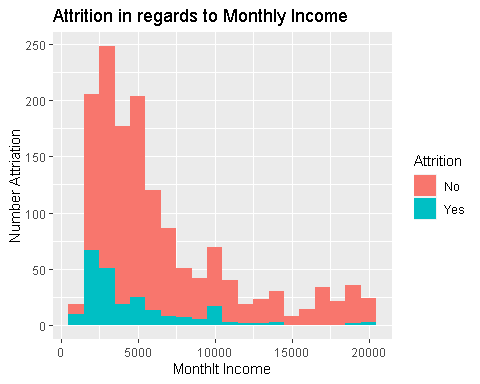 Attrition in regards to Monthly Income
250
200
150
100
50
0
Number Attriation
0 5000 10000 15000 20000
Monthlt Income
Attrition
No
Yes